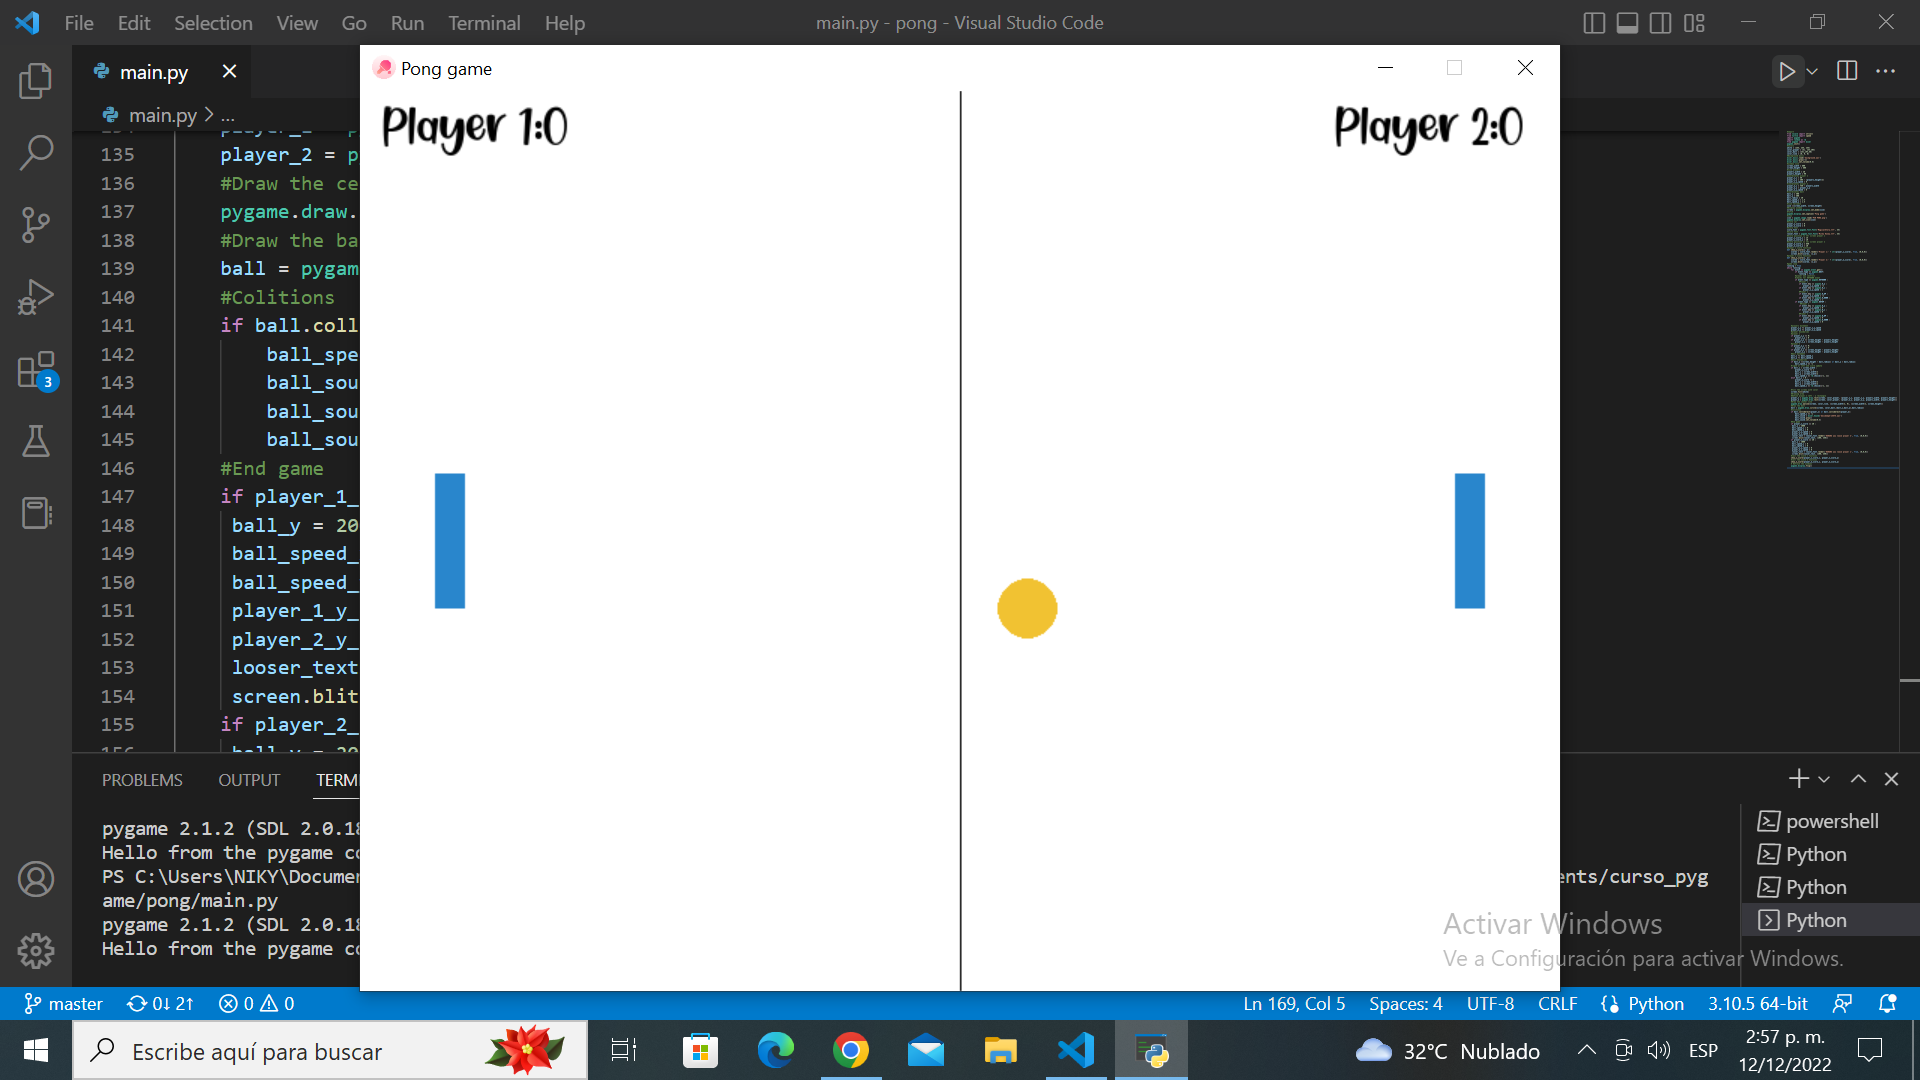 File Edit Selection View Go Run Terminal Help
main.py - pong - Visual Studio Code
main.py
main.py > ...
Pong game
Player 1:0
Player 2:0
135 player_2 = p
136 #Draw the ce
137 pygame.draw.
138 #Draw the ba
139 ball = pygam
140 #Colitions
141 if ball.coll
142 ball_spe
143 ball_sou
144 ball_sou
145 ball_sou
146 #End game
147 if player_1_
148 ball_y = 20
149 ball_speed_
150 ball_speed_
151 player_1_y_
152 player_2_y_
153 looser_text
154 screen.blit
155 if player_2_
3
PROBLEMS OUTPUT TERM
pygame 2.1.2 (SDL 2.0.18
Hello from the pygame co
PS C:\Users\NIKY\Documen
ents/curso_pyg
ame/pong/main.py
pygame 2.1.2 (SDL 2.0.18
Hello from the pygame co
powershell
Python
Python
Python
Activar Windows
Ve a Configuración para activar Windows.
master 0↓ 2↑ 0 0
Ln 169, Col 5 Spaces: 4 UTF-8 CRLF Python 3.10.5 64-bit
Escribe aquí para buscar
32°C Nublado
ESP
2:57 p. m.
12/12/2022